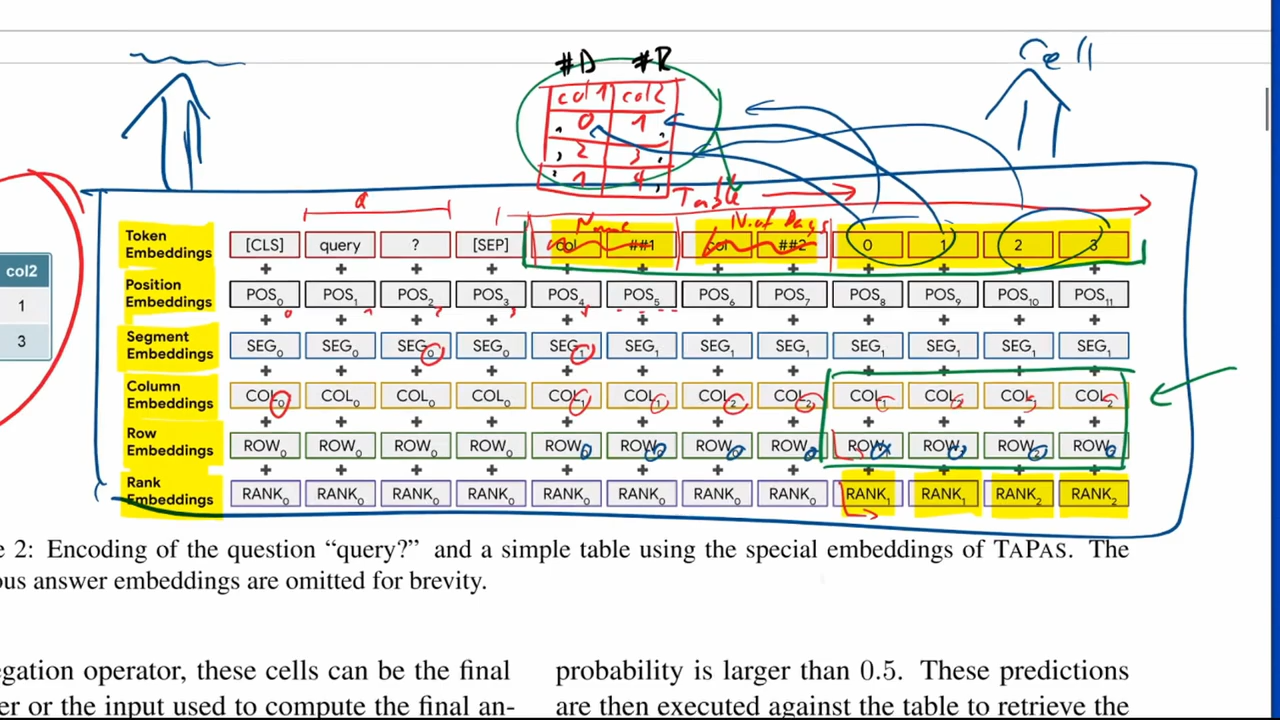 #D #R
Cell
col1 col2
0 1
2 3
1 4
Table
Q
Name N. of Days
col2
1
3
Token Embeddings [CLS] query ? [SEP] col ##1 col ##2 0 1 2 3
+ + + + + + + + + + + +
Position Embeddings POS0 POS1 POS2 POS3 POS4 POS5 POS6 POS7 POS8 POS9 POS10 POS11
+ + + + + + + + + + + +
Segment Embeddings SEG0 SEG0 SEG0 SEG0 SEG1 SEG1 SEG1 SEG1 SEG1 SEG1 SEG1 SEG1
+ + + + + + + + + + + +
Column Embeddings COL0 COL0 COL0 COL0 COL1 COL1 COL2 COL2 COL1 COL2 COL1 COL2
+ + + + + + + + + + + +
Row Embeddings ROW0 ROW0 ROW0 ROW0 ROW0 ROW0 ROW0 ROW0 ROW ROW ROW2 ROW
+ + + + + + + + + + + +
Rank Embeddings RANK0 RANK0 RANK0 RANK0 RANK0 RANK0 RANK0 RANK0 RANK1 RANK1 RANK2 RANK2
e 2: Encoding of the question “query?” and a simple table using the special embeddings of TAPAS. The
ous answer embeddings are omitted for brevity.
egation operator, these cells can be the final
er or the input used to compute the final an-
probability is larger than 0.5. These predictions
are then executed against the table to retrieve the